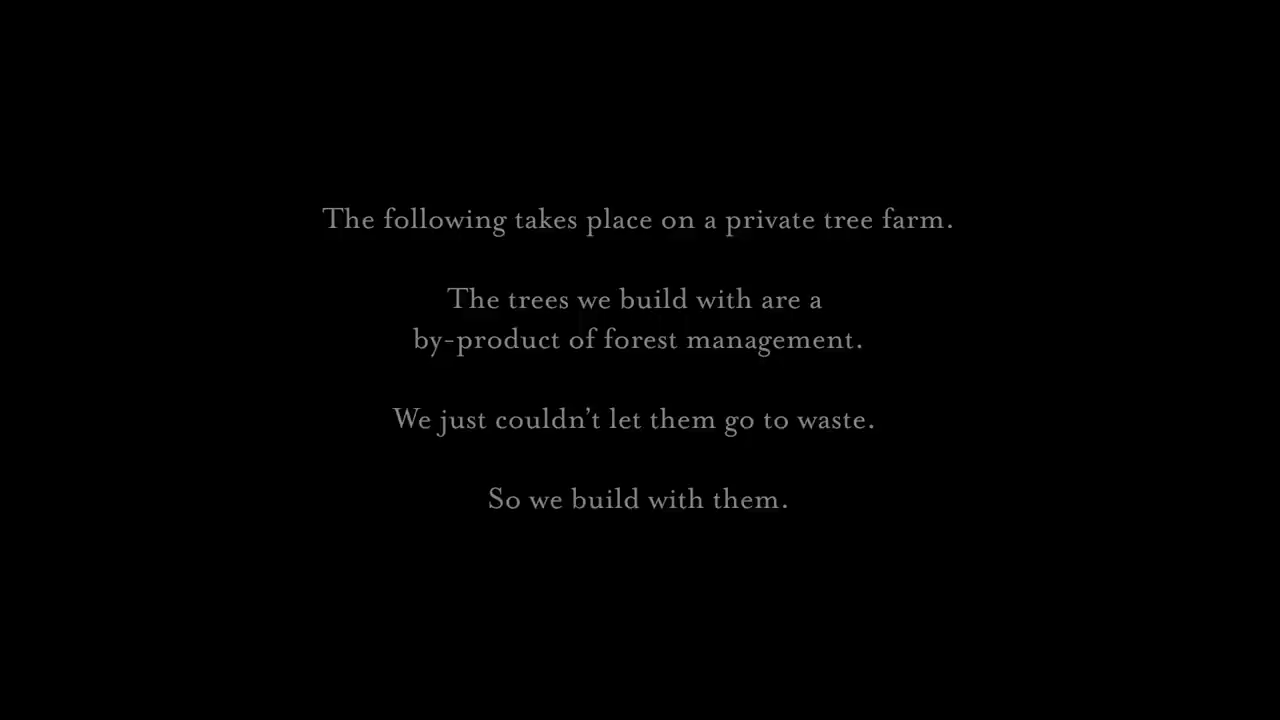 The following takes place on a private tree farm.
The trees we build with are a
by-product of forest management.
We just couldn’t let them go to waste.
So we build with them.